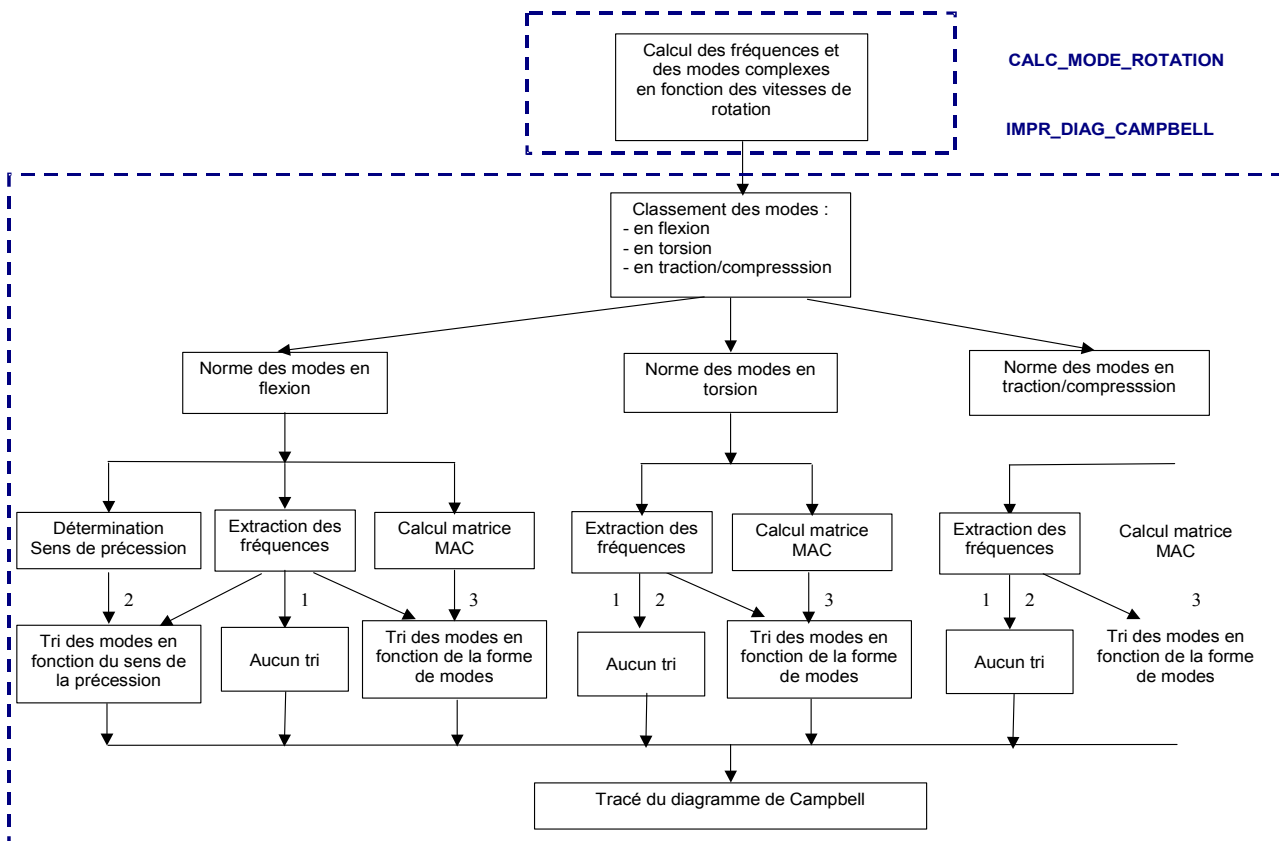 Calcul des fréquences et
des modes complexes
en fonction des vitesses de
rotation
CALC_MODE_ROTATION
IMPR_DIAG_CAMPBELL
Classement des modes :
- en flexion
- en torsion
- en traction/compresssion
Norme des modes en
flexion
Norme des modes en
torsion
Norme des modes en
traction/compresssion
Détermination
Sens de précession
Extraction des
fréquences
Calcul matrice
MAC
Extraction des
fréquences
Calcul matrice
MAC
Extraction des
fréquences
Calcul matrice
MAC
2
1
3
1
2
3
1
2
3
Tri des modes en
fonction du sens de
la précession
Aucun tri
Tri des modes en
fonction de la forme
de modes
Aucun tri
Tri des modes en
fonction de la forme
de modes
Aucun tri
Tri des modes en
fonction de la forme
de modes
Tracé du diagramme de Campbell